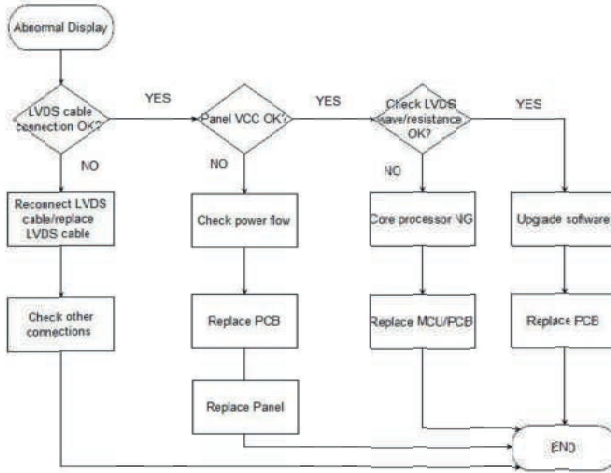 Abnormal Display
LVDS cable
connection OK?
YES
Panel VCC OK?
YES
Check LVDS
wave/resistance
OK?
YES
NO
NO
NO
Reconnect LVDS
cable/replace
LVDS cable
Check power flow
Core processor NG
Upgrade software
Check other
connections
Replace PCB
Replace MCU/PCB
Replace PCB
Replace Panel
END